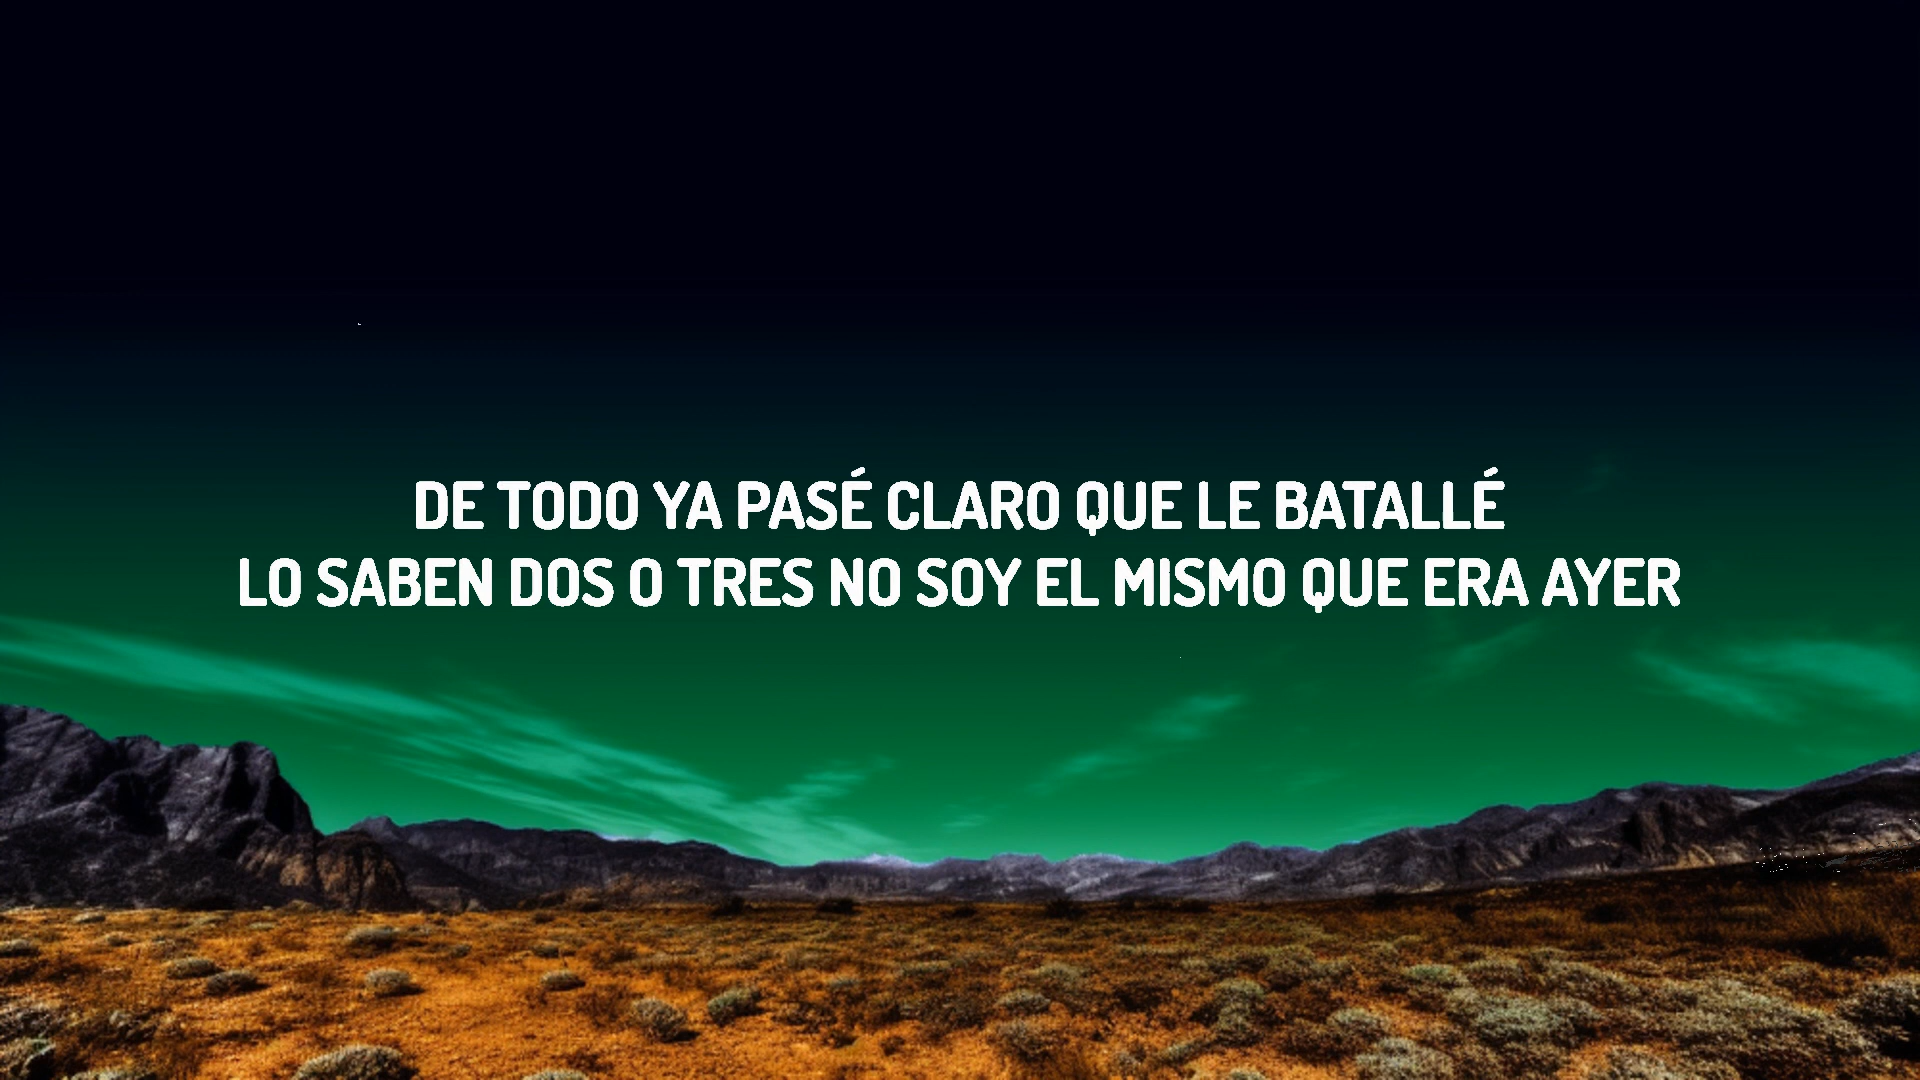 DE TODO YA PASÉ CLARO QUE LE BATALLÉ
LO SABEN DOS O TRES NO SOY EL MISMO QUE ERA AYER